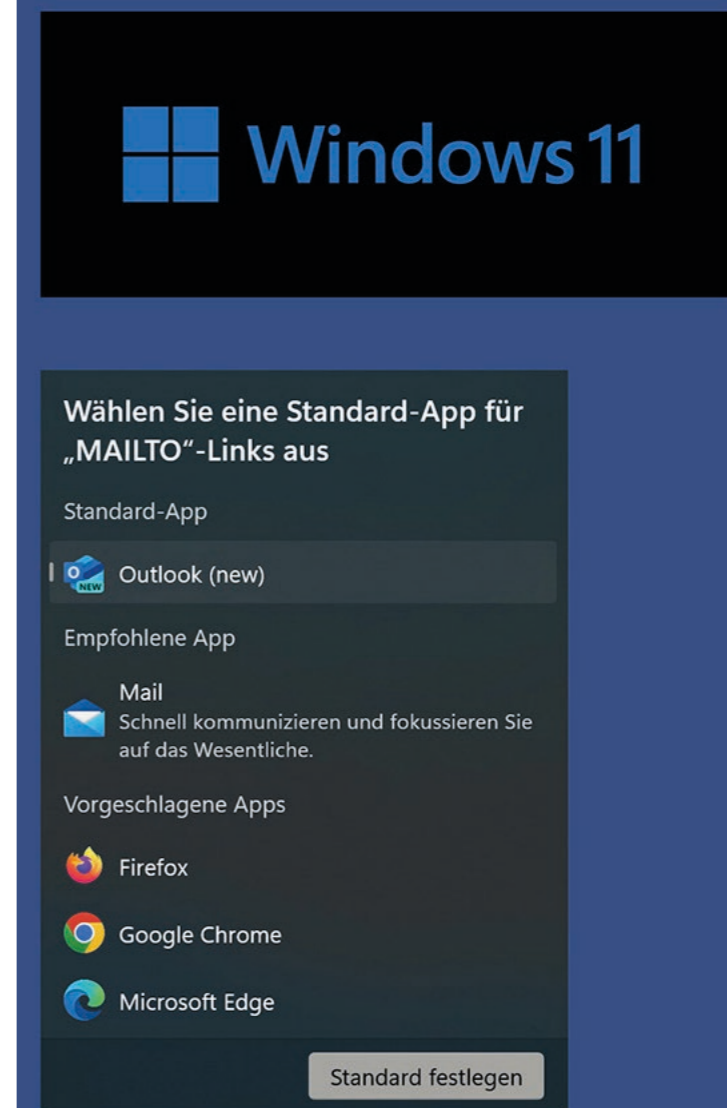 Windows 11
Wählen Sie eine Standard-App für
„MAILTO“-Links aus
Standard-App
Outlook (new)
NEW
Empfohlene App
Mail
Schnell kommunizieren und fokussieren Sie
auf das Wesentliche.
Vorgeschlagene Apps
Firefox
Google Chrome
Microsoft Edge
Standard festlegen